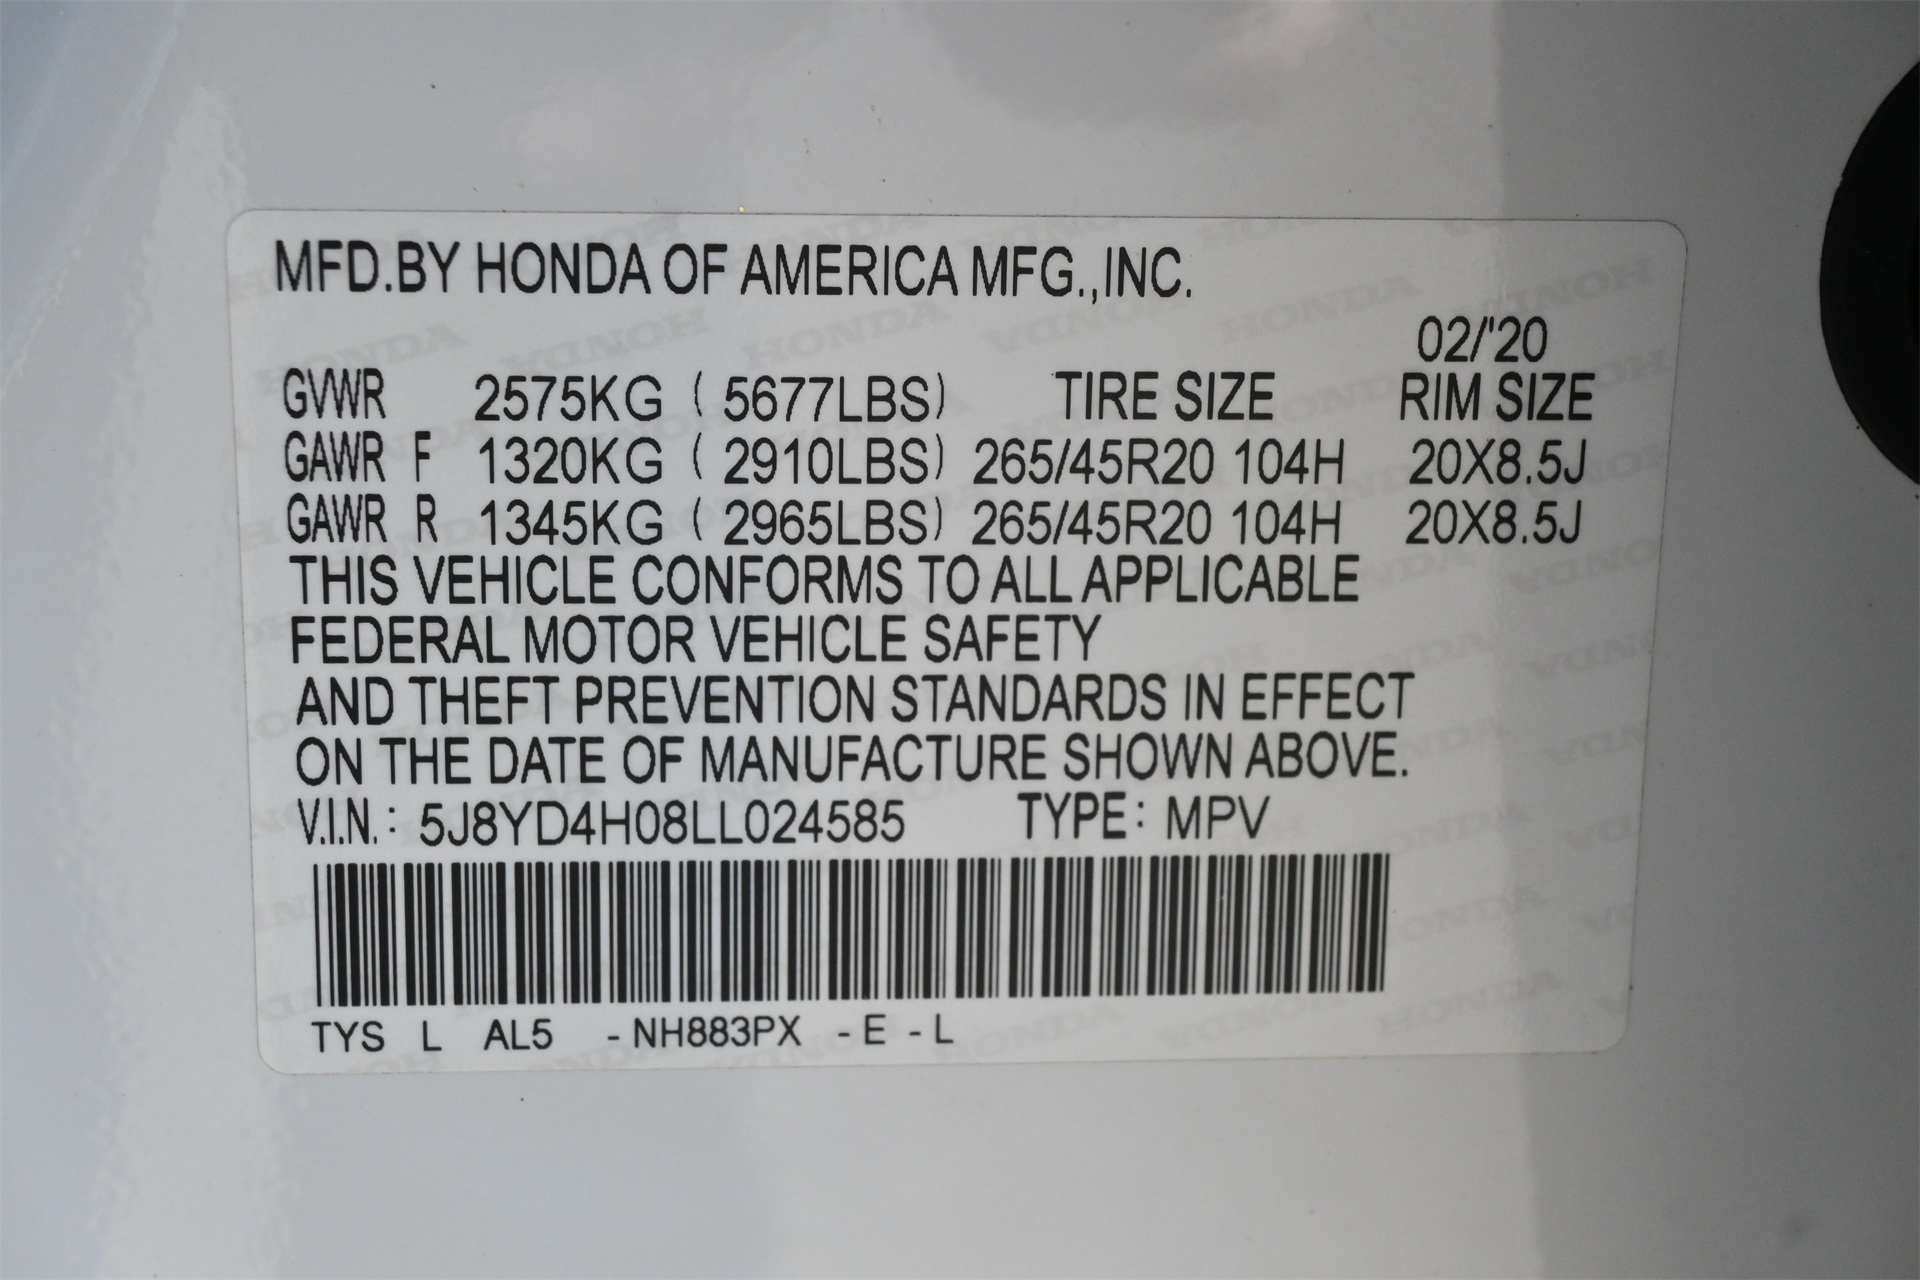 MFD.BY HONDA OF AMERICA MFG.,INC.
02/'20
GVWR 2575KG ( 5677LBS) TIRE SIZE RIM SIZE
GAWR F 1320KG ( 2910LBS) 265/45R20 104H 20X8.5J
GAWR R 1345KG ( 2965LBS) 265/45R20 104H 20X8.5J
THIS VEHICLE CONFORMS TO ALL APPLICABLE
FEDERAL MOTOR VEHICLE SAFETY
AND THEFT PREVENTION STANDARDS IN EFFECT
ON THE DATE OF MANUFACTURE SHOWN ABOVE.
V.I.N.: 5J8YD4H08LL024585 TYPE: MPV
TYS L AL5 - NH883PX - E - L